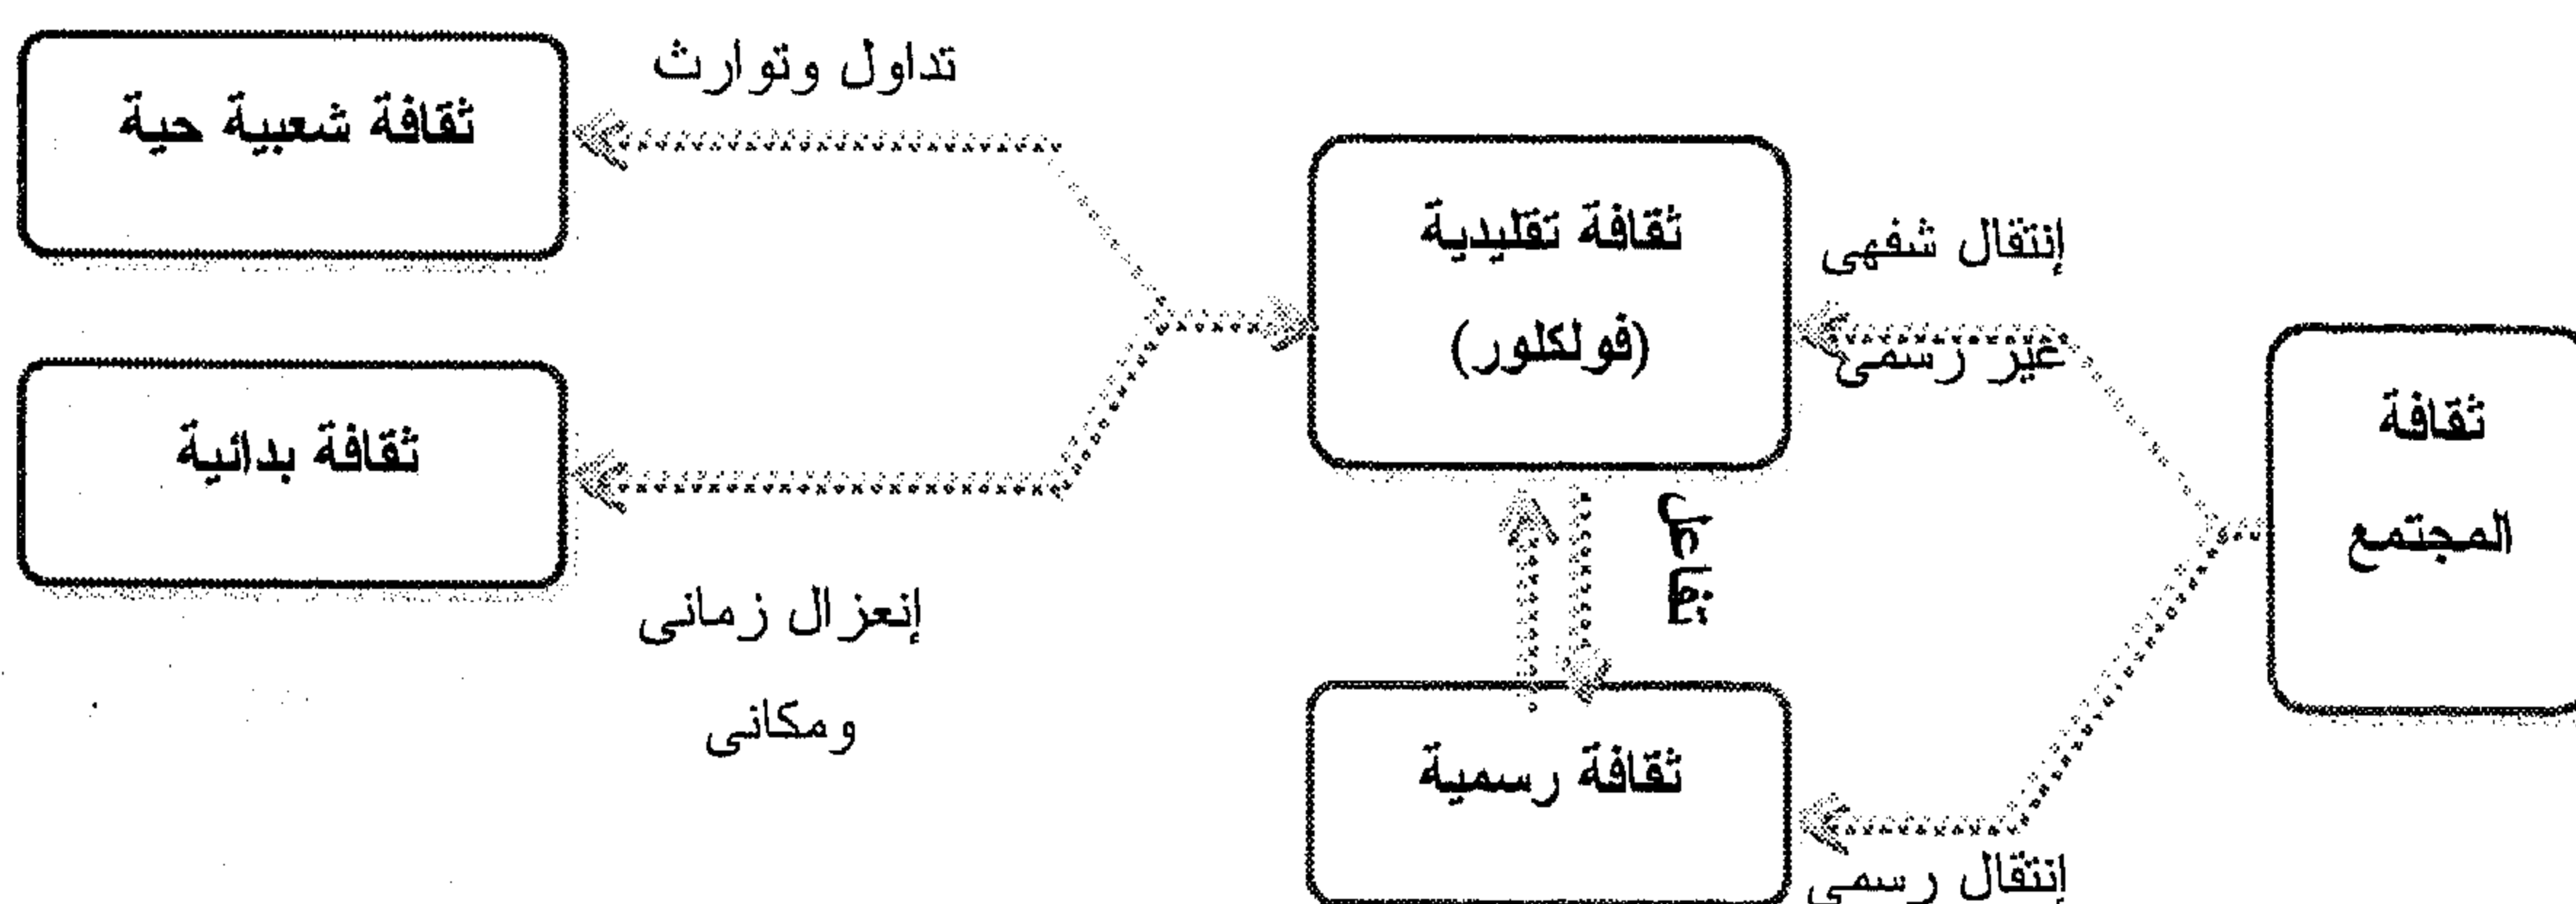 ثقافة
المجتمع
إنتقال شفهى
غير رسمى
إنتقال رسمى
ثقافة تقليدية
(فولكلور)
تفاعل
ثقافة رسمية
تداول وتوارث
ثقافة شعبية حية
ثقافة بدائية
إنعزال زمانى
ومكانى